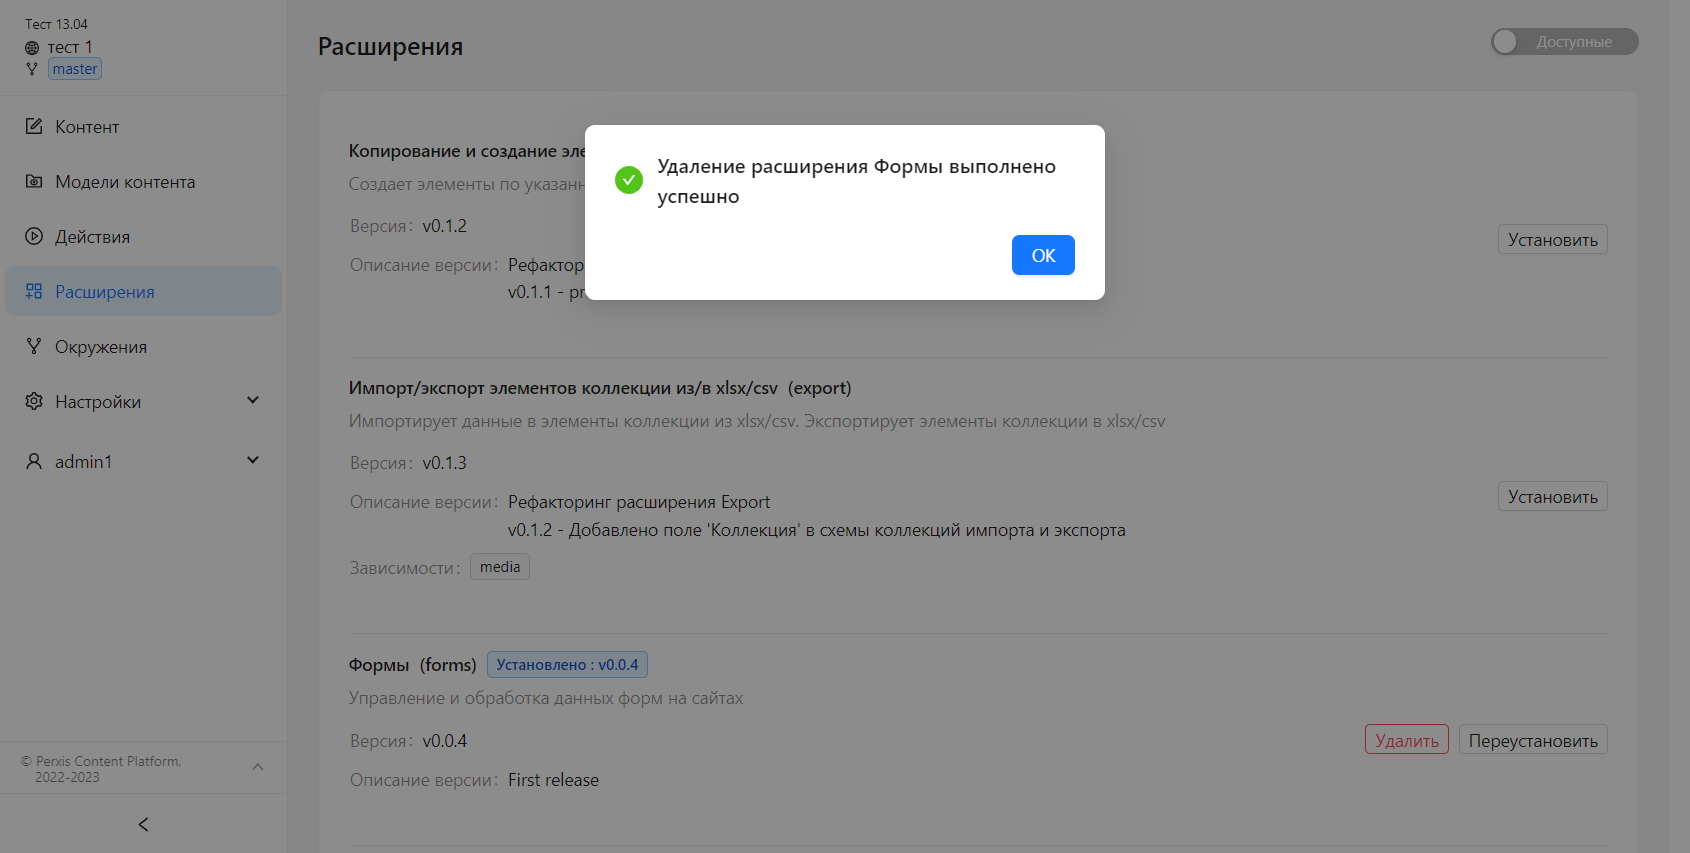 Тест 13.04
тест 1
master
Контент
Модели контента
Действия
Расширения
Окружения
Настройки
admin1
© Perxis Content Platform,
2022-2023
Расширения
Доступные
Копирование и создание
Создает элементы по
Версия: v0.1.2
Описание версии:
v0.1.1 -
Установить
Удаление расширения Формы выполнено
успешно
OK
Импорт/экспорт элементов коллекции из/в xlsx/csv (export)
Импортирует данные в элементы коллекции из xlsx/csv. Экспортирует элементы коллекции в xlsx/csv
Версия: v0.1.3
Описание версии: Рефакторинг расширения Export
v0.1.2 - Добавлено поле 'Коллекция' в схемы коллекций импорта и экспорта
Зависимости: media
Установить
Формы (forms) Установлено : v0.0.4
Управление и обработка данных форм на сайтах
Версия: v0.0.4
Описание версии: First release
Удалить Переустановить